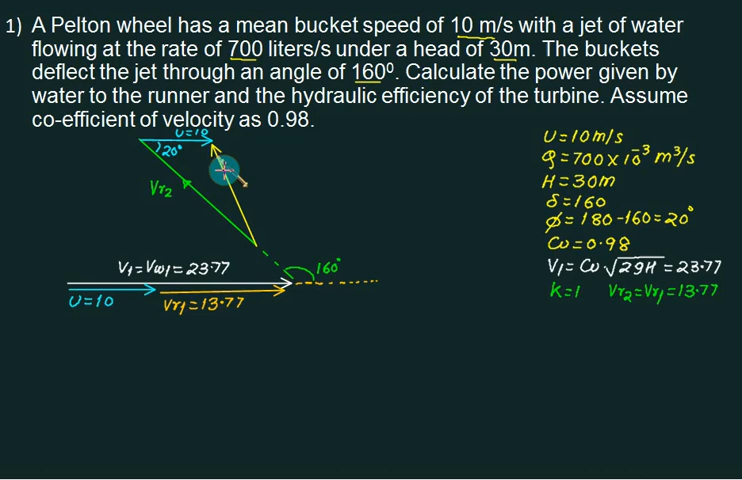 1) A Pelton wheel has a mean bucket speed of 10 m/s with a jet of water
flowing at the rate of 700 liters/s under a head of 30m. The buckets
deflect the jet through an angle of 160⁰. Calculate the power given by
water to the runner and the hydraulic efficiency of the turbine. Assume
co-efficient of velocity as 0.98.
U=10
20°
Vr2
V1=Vw1=23.77
160°
U=10
Vr1=13.77
U=10m/s
Q=700x10⁻³ m³/s
H=30m
δ=160
φ=180-160=20°
Cv=0.98
V1=Cv√2gH=23.77
K=1 Vr2=Vr1=13.77